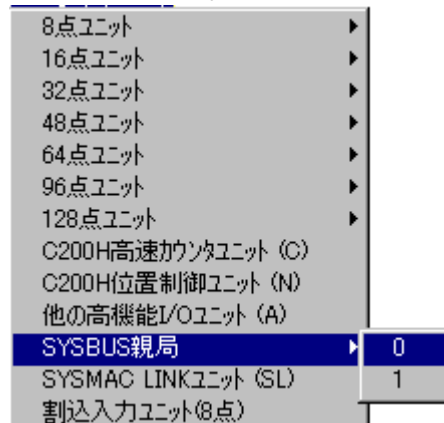 8点ﾕﾆｯﾄ
16点ﾕﾆｯﾄ
32点ﾕﾆｯﾄ
48点ﾕﾆｯﾄ
64点ﾕﾆｯﾄ
96点ﾕﾆｯﾄ
128点ﾕﾆｯﾄ
C200H高速ｶｳﾝﾀﾕﾆｯﾄ (C)
C200H位置制御ﾕﾆｯﾄ (N)
他の高機能I/Oﾕﾆｯﾄ (A)
SYSBUS親局 0
SYSMAC LINKﾕﾆｯﾄ (SL) 1
割込入力ﾕﾆｯﾄ(8点)